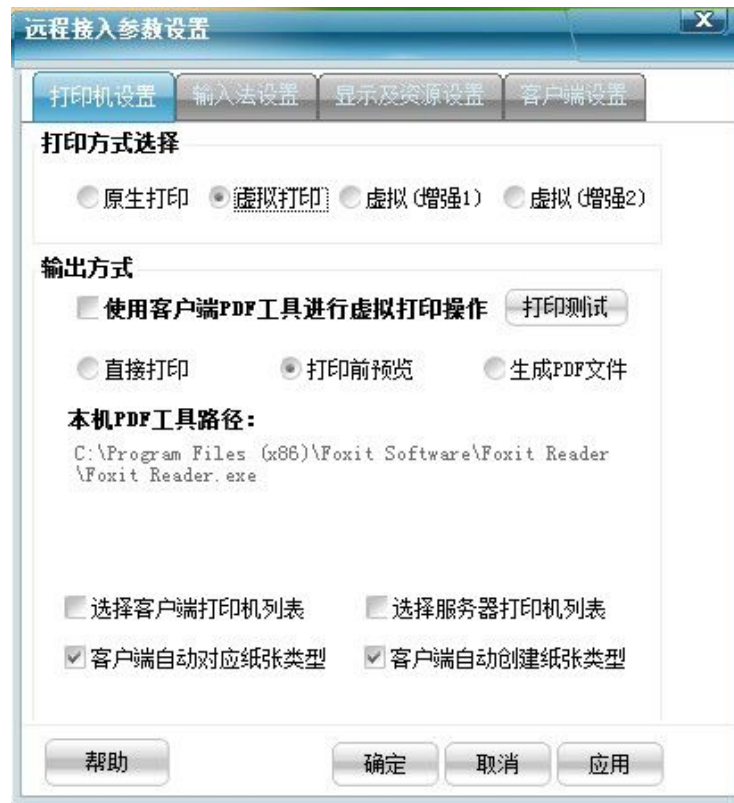 远程接入参数设置
X
打印机设置 输入法设置 显示及资源设置 客户端设置
打印方式选择
原生打印 虚拟打印 虚拟(增强1) 虚拟(增强2)
输出方式
使用客户端PDF工具进行虚拟打印操作 打印测试
直接打印 打印前预览 生成PDF文件
本机PDF工具路径:
C:\Program Files (x86)\Foxit Software\Foxit Reader
\Foxit Reader.exe
选择客户端打印机列表 选择服务器打印机列表
客户端自动对应纸张类型 客户端自动创建纸张类型
帮助 确定 取消 应用